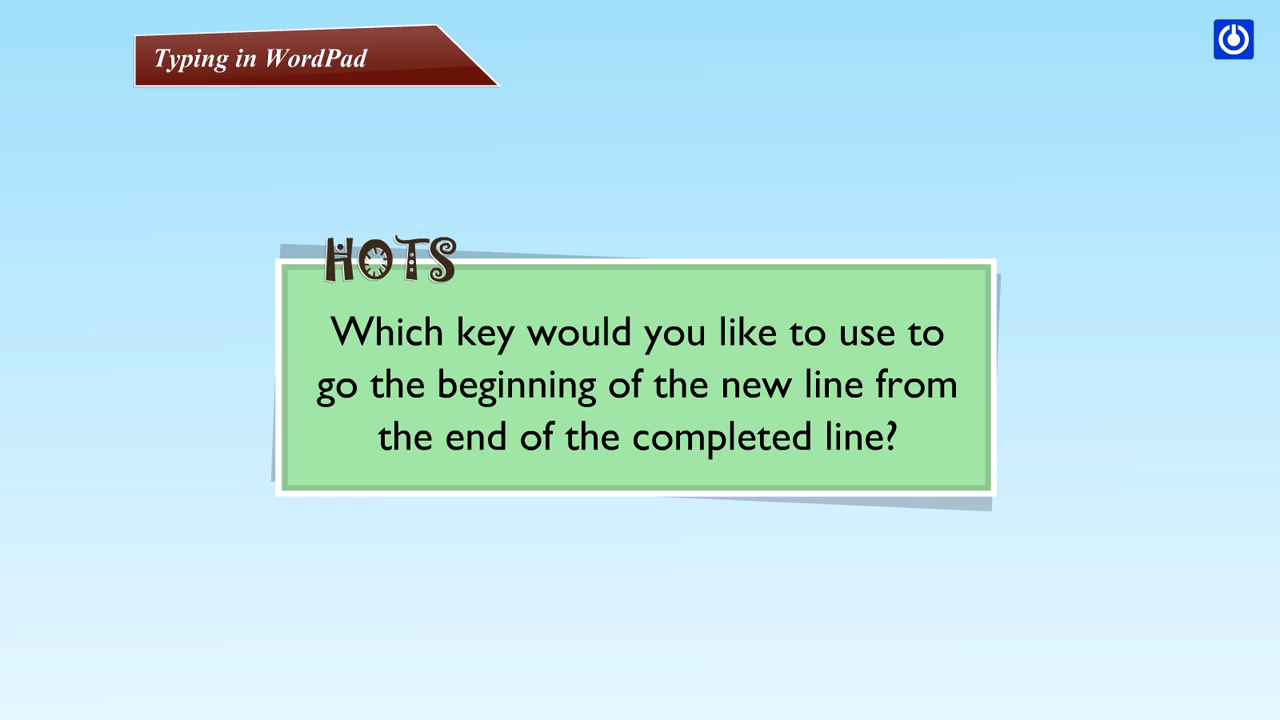 Typing in WordPad
HOTS
Which key would you like to use to
go the beginning of the new line from
the end of the completed line?